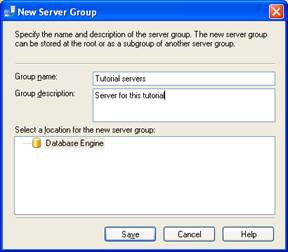 New Server Group
Specify the name and description of the server group. The new server group
can be stored at the root or as a subgroup of another server group.
Group name:
Tutorial servers
Group description:
Server for this tutorial
Select a location for the new server group:
Database Engine
Save
Cancel
Help